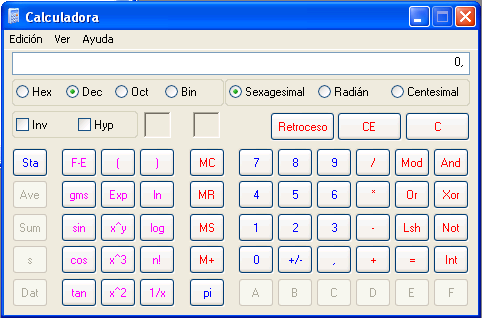 Calculadora
Edición Ver Ayuda
0,
Hex Dec Oct Bin Sexagesimal Radián Centesimal
Inv Hyp Retroceso CE C
Sta F-E ( ) MC 7 8 9 / Mod And
Ave gms Exp ln MR 4 5 6 * Or Xor
Sum sin x^y log MS 1 2 3 - Lsh Not
s cos x^3 n! M+ 0 +/- , + = Int
Dat tan x^2 1/x pi A B C D E F